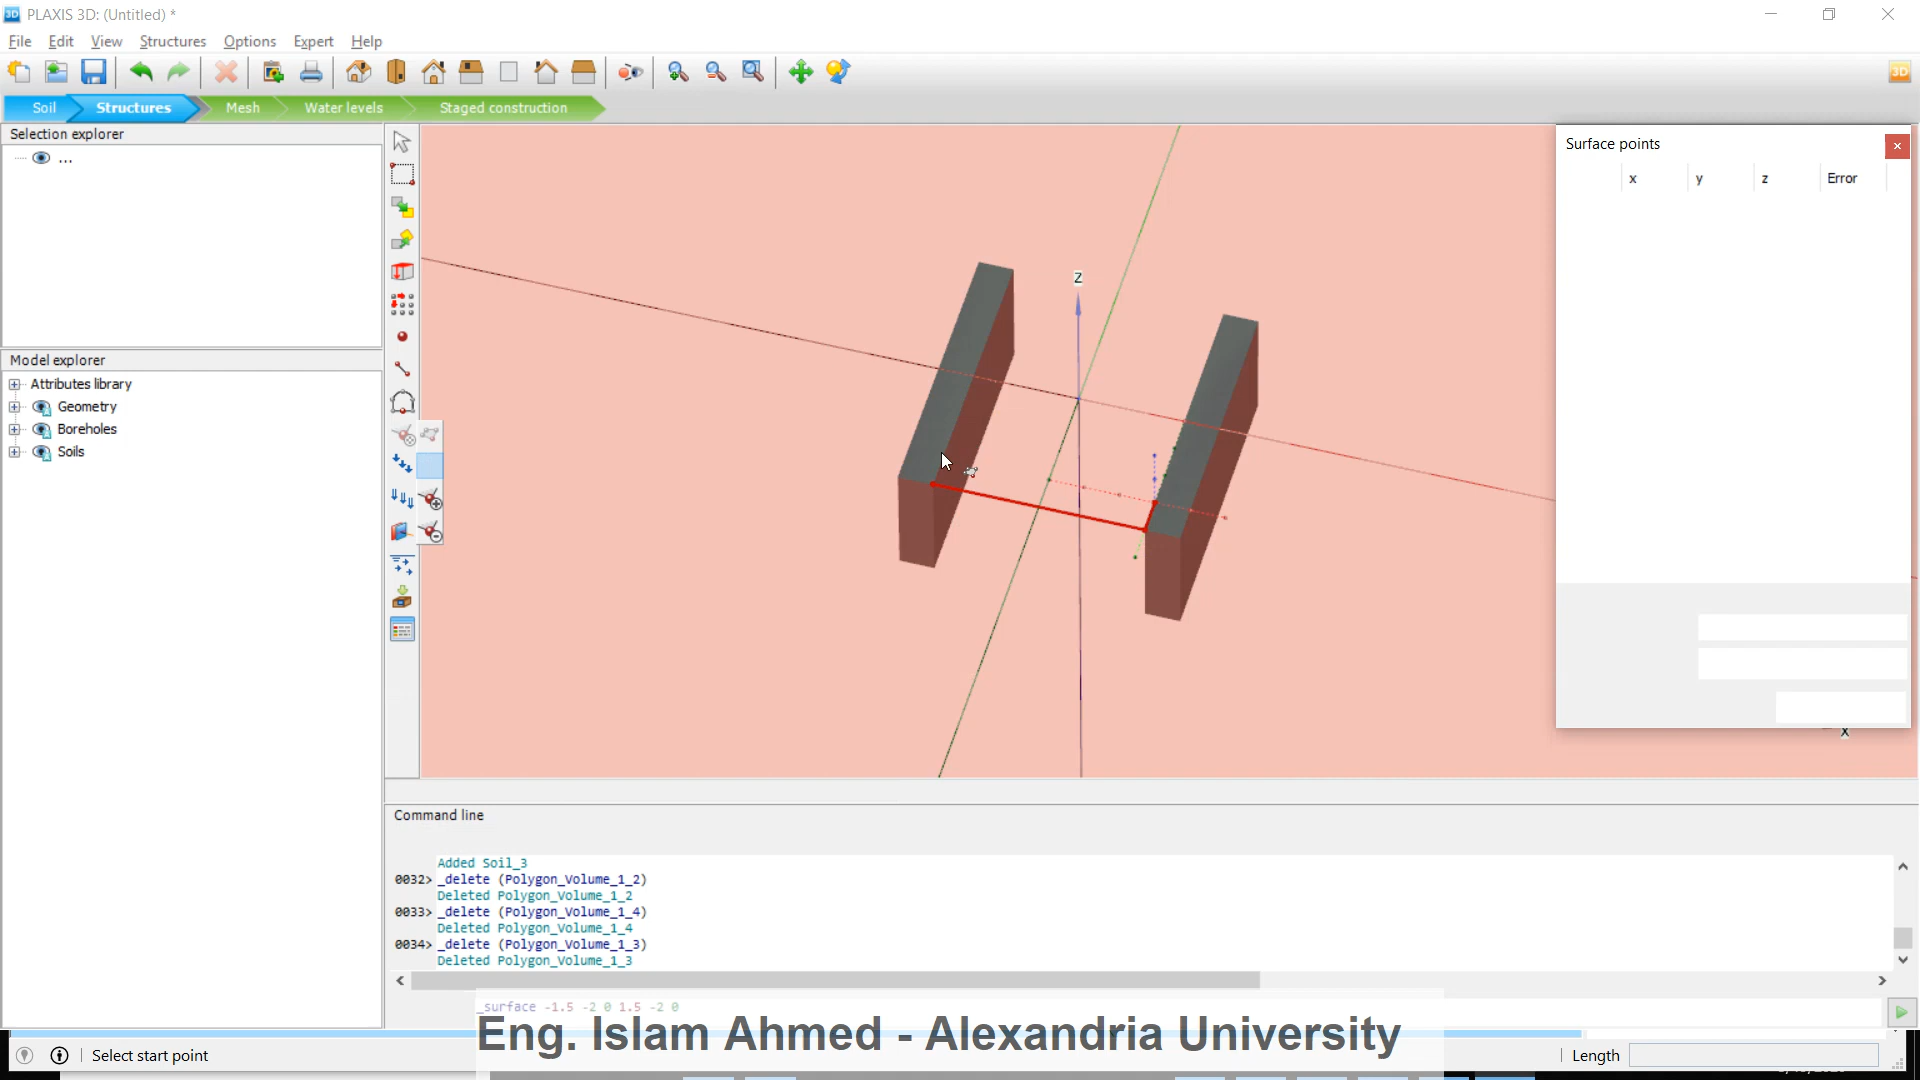 PLAXIS 3D: (Untitled) *
File Edit View Structures Options Expert Help
3D
Soil Structures Mesh Water levels Staged construction
Selection explorer
...
Model explorer
Attributes library
Geometry
Boreholes
Soils
Z
X
Surface points
x y z Error
Command line
Added Soil_3
0032> _delete (Polygon_Volume_1_2)
Deleted Polygon_Volume_1_2
0033> _delete (Polygon_Volume_1_4)
Deleted Polygon_Volume_1_4
0034> _delete (Polygon_Volume_1_3)
Deleted Polygon_Volume_1_3
_surface -1.5 -2 0 1.5 -2 0
Eng. Islam Ahmed - Alexandria University
Select start point
Length